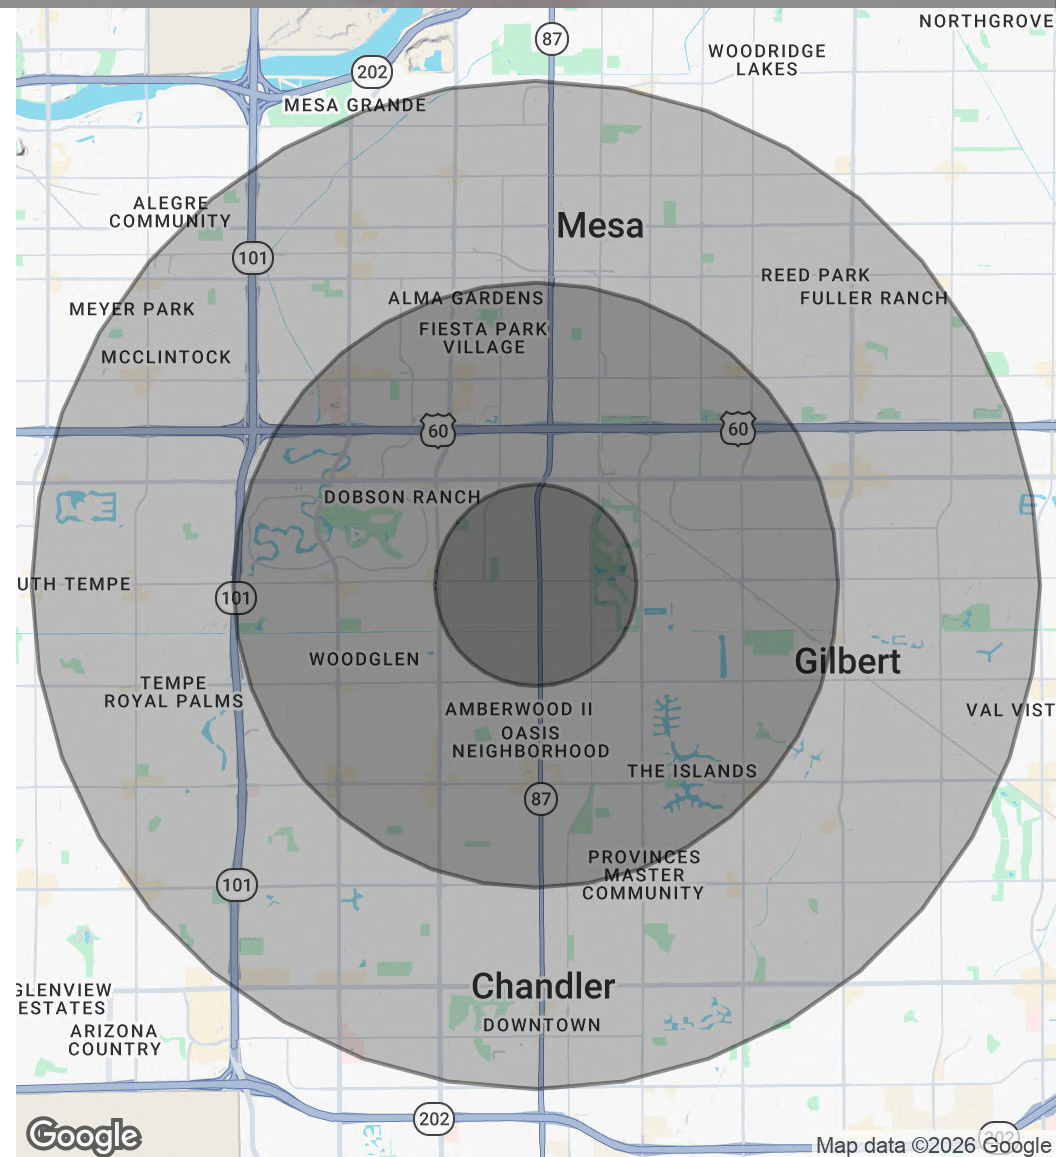 NORTHGROVE
87
WOODRIDGE
LAKES
202
MESA GRANDE
ALEGRE
COMMUNITY
Mesa
101
REED PARK
ALMA GARDENS
FULLER RANCH
MEYER PARK
FIESTA PARK
VILLAGE
MCCLINTOCK
60
60
DOBSON RANCH
UTH TEMPE
101
WOODGLEN
Gilbert
TEMPE
ROYAL PALMS
AMBERWOOD II
VAL VIST
OASIS
NEIGHBORHOOD
THE ISLANDS
87
PROVINCES
MASTER
COMMUNITY
101
Chandler
GLENVIEW
ESTATES
DOWNTOWN
ARIZONA
COUNTRY
202
202
Google
Map data ©2026 Google